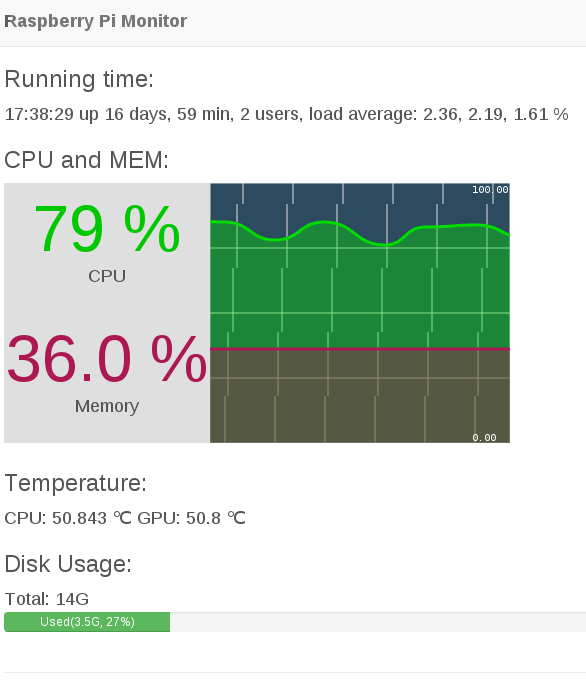 Raspberry Pi Monitor
Running time:
17:38:29 up 16 days, 59 min, 2 users, load average: 2.36, 2.19, 1.61 %
CPU and MEM:
79 %
CPU
100.00
36.0 %
Memory
0.00
Temperature:
CPU: 50.843 ℃ GPU: 50.8 ℃
Disk Usage:
Total: 14G
Used(3.5G, 27%)